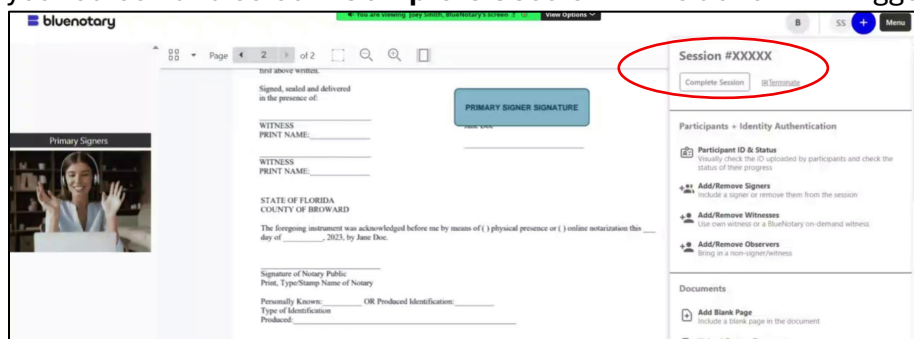 bluenotary
You are viewing Joey Smith, BlueNotary's screen
View Options
B
SS
+
Menu
Page 2 of 2
first above written.
Signed, sealed and delivered
in the presence of:
PRIMARY SIGNER SIGNATURE
Jane Doe
WITNESS
PRINT NAME:
WITNESS
PRINT NAME:
STATE OF FLORIDA
COUNTY OF BROWARD
The foregoing instrument was acknowledged before me by means of ( ) physical presence or ( ) online notarization this ___
day of ________, 2023, by Jane Doe.
Signature of Notary Public
Print, Type/Stamp Name of Notary
Personally Known:________ OR Produced Identification:________
Type of Identification
Produced:
Primary Signers
Session #XXXXX
Complete Session
Terminate
Participants + Identity Authentication
Participant ID & Status
Visually check the ID uploaded by participants and check the
status of their progress
Add/Remove Signers
Include a signer or remove them from the session
Add/Remove Witnesses
Use own witness or a BlueNotary on-demand witness
Add/Remove Observers
Bring in a non-signer/witness
Documents
Add Blank Page
Include a blank page in the document